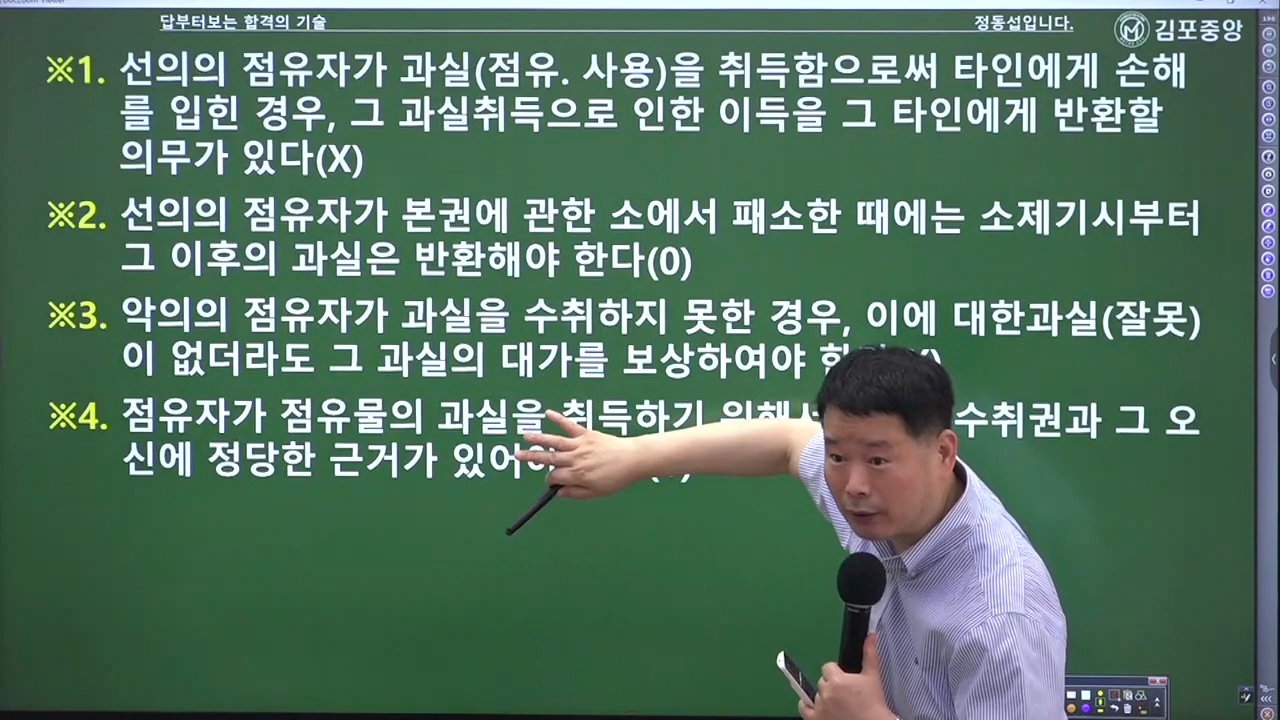 답부터보는 합격의 기술
정동섭입니다.
김포중앙
※1. 선의의 점유자가 과실(점유. 사용)을 취득함으로써 타인에게 손해
를 입힌 경우, 그 과실취득으로 인한 이득을 그 타인에게 반환할
의무가 있다(X)
※2. 선의의 점유자가 본권에 관한 소에서 패소한 때에는 소제기시부터
그 이후의 과실은 반환해야 한다(0)
※3. 악의의 점유자가 과실을 수취하지 못한 경우, 이에 대한과실(잘못)
이 없더라도 그 과실의 대가를 보상하여야
※4. 점유자가 점유물의 과실을 취득하기 수취권과 그 오
신에 정당한 근거가